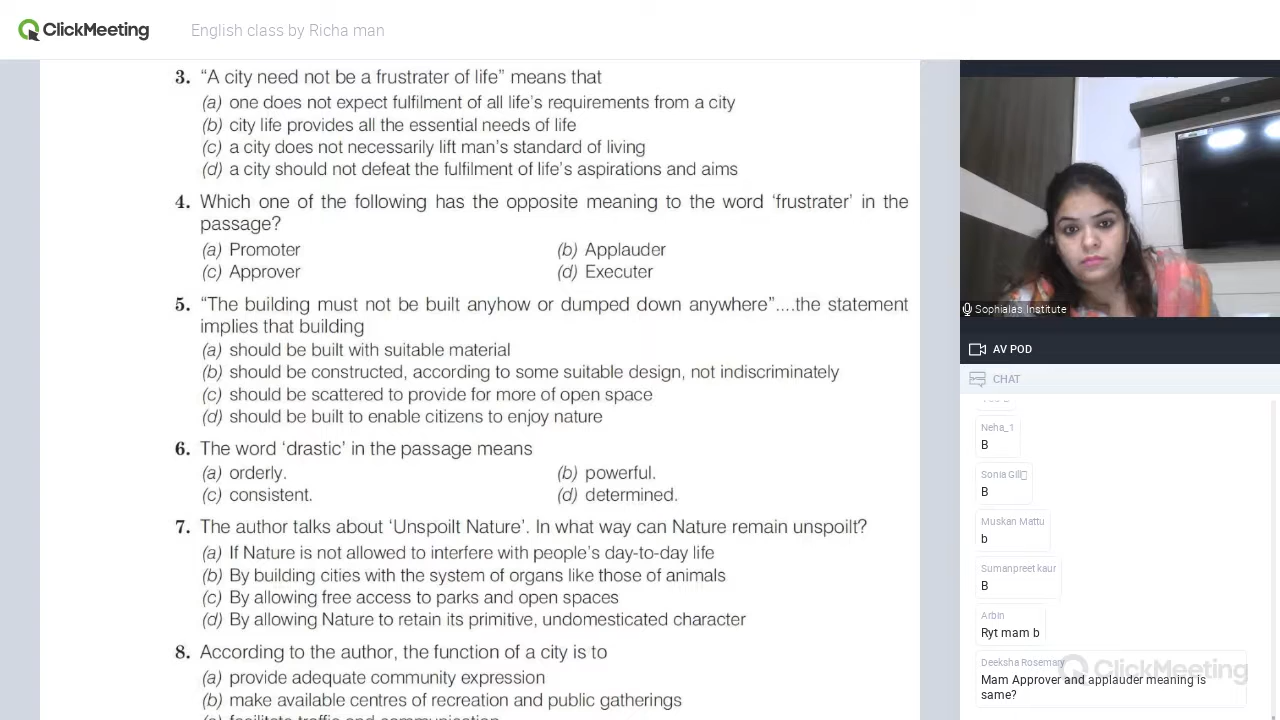 ClickMeeting
English class by Richa man
3. “A city need not be a frustrater of life” means that
(a) one does not expect fulfilment of all life’s requirements from a city
(b) city life provides all the essential needs of life
(c) a city does not necessarily lift man’s standard of living
(d) a city should not defeat the fulfilment of life’s aspirations and aims
4. Which one of the following has the opposite meaning to the word ‘frustrater’ in the
passage?
(a) Promoter (b) Applauder
(c) Approver (d) Executer
5. “The building must not be built anyhow or dumped down anywhere”....the statement
implies that building
(a) should be built with suitable material
(b) should be constructed, according to some suitable design, not indiscriminately
(c) should be scattered to provide for more of open space
(d) should be built to enable citizens to enjoy nature
6. The word ‘drastic’ in the passage means
(a) orderly. (b) powerful.
(c) consistent. (d) determined.
7. The author talks about ‘Unspoilt Nature’. In what way can Nature remain unspoilt?
(a) If Nature is not allowed to interfere with people’s day-to-day life
(b) By building cities with the system of organs like those of animals
(c) By allowing free access to parks and open spaces
(d) By allowing Nature to retain its primitive, undomesticated character
8. According to the author, the function of a city is to
(a) provide adequate community expression
(b) make available centres of recreation and public gatherings
facilitate traffic and communication
Sophialas Institute
AV POD
CHAT
Neha_1
B
Sonia Gill
B
Muskan Mattu
b
Sumanpreet kaur
B
Arbin
Ryt mam b
Deeksha Rosemary
Mam Approver and applauder meaning is
same?
ClickMeeting